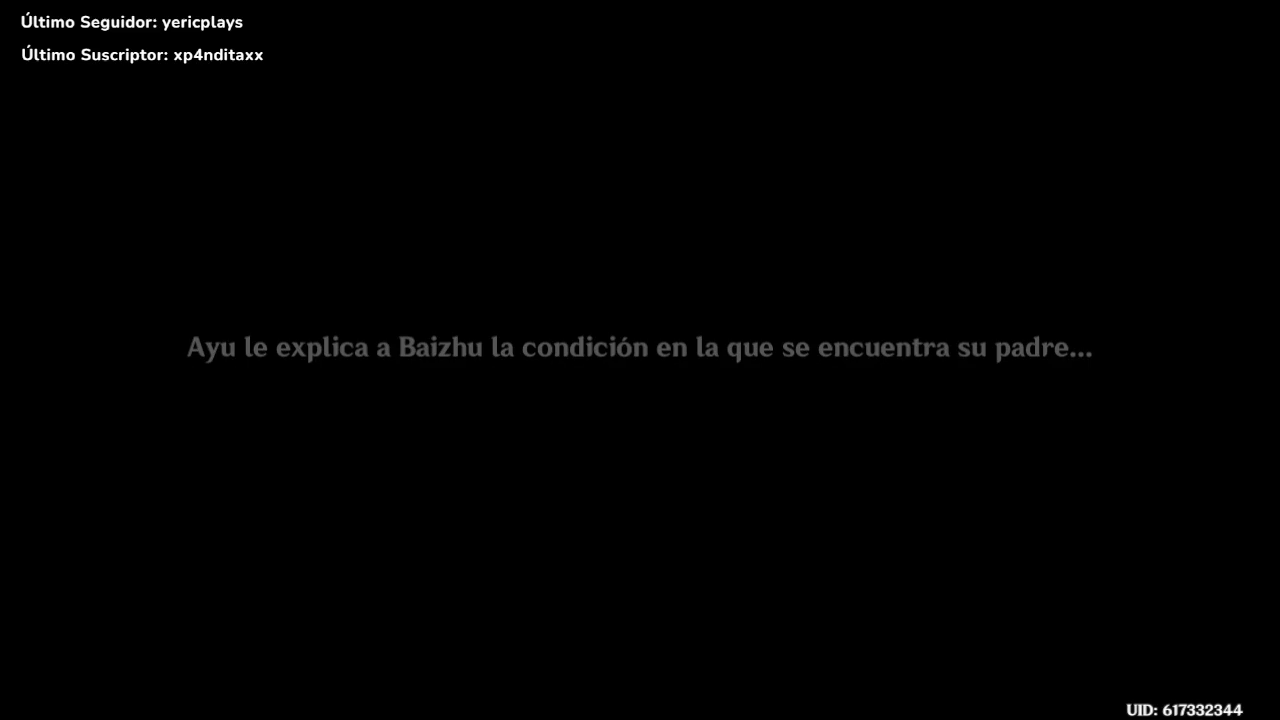 Último Seguidor: yericplays
Último Suscriptor: xp4nditaxx
Ayu le explica a Baizhu la condición en la que se encuentra su padre...
UID: 617332344